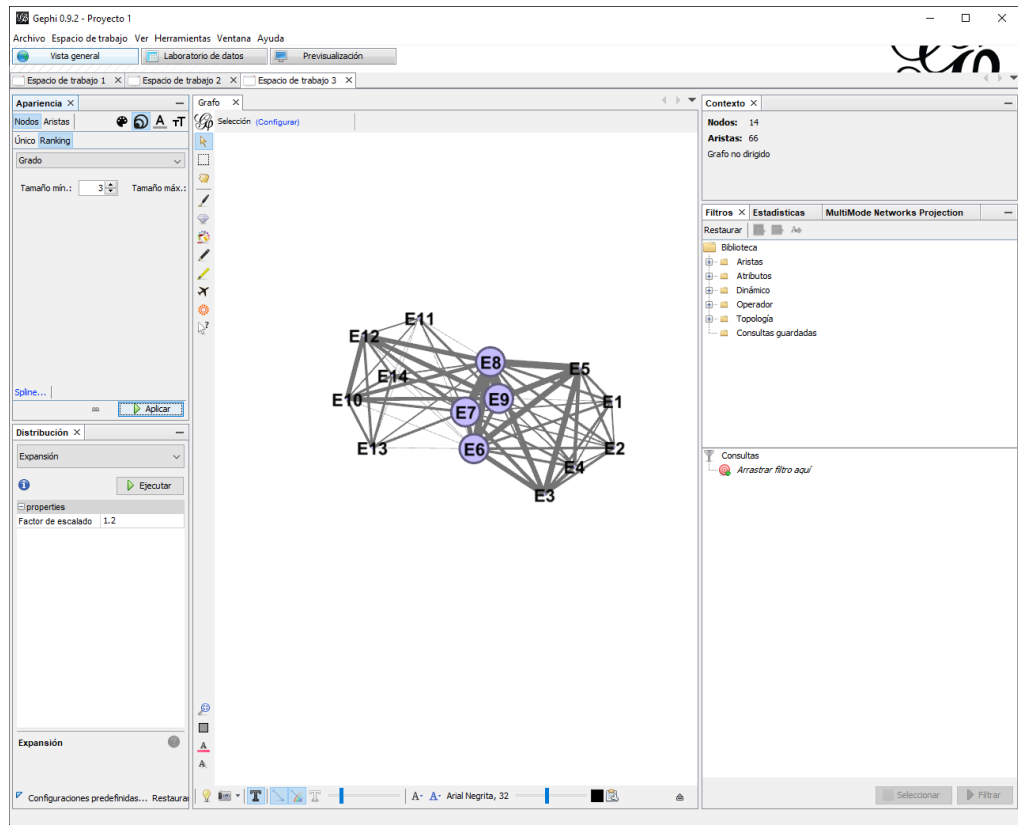 Gephi 0.9.2 - Proyecto 1
Archivo Espacio de trabajo Ver Herramientas Ventana Ayuda
Vista general Laboratorio de datos Previsualización
Espacio de trabajo 1 Espacio de trabajo 2 Espacio de trabajo 3
Apariencia
Nodos Aristas
Único Ranking
Grado
Tamaño mín.: 3 Tamaño máx.:
Spline...
Aplicar
Distribución
Expansión
Ejecutar
properties
Factor de escalado 1.2
Expansión
Configuraciones predefinidas... Restaurar
Grafo
Selección (Configurar)
E11
E12
E8
E5
E14
E10
E9
E1
E7
E13
E6
E2
E4
E3
Arial Negrita, 32
Contexto
Nodos: 14
Aristas: 66
Grafo no dirigido
Filtros Estadísticas MultiMode Networks Projection
Restaurar
Biblioteca
Aristas
Atributos
Dinámico
Operador
Topología
Consultas guardadas
Consultas
Arrastrar filtro aquí
Seleccionar Filtrar